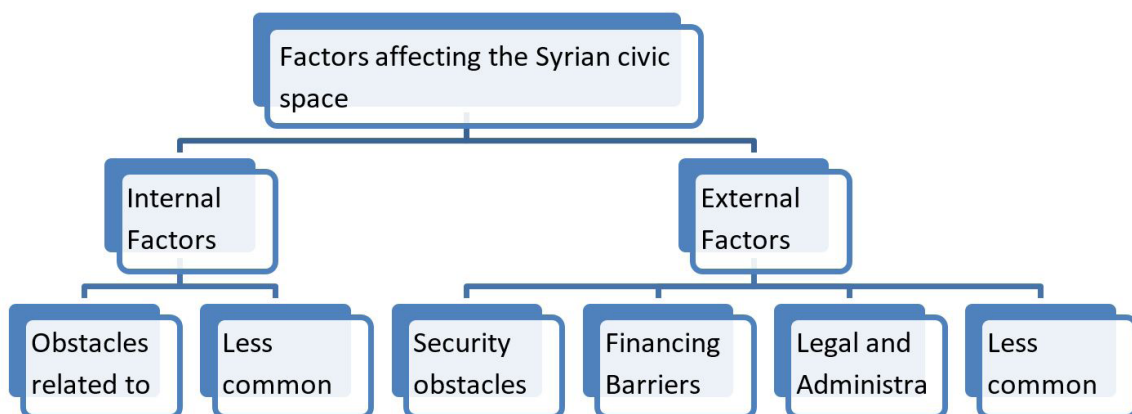 Factors affecting the Syrian civic
space
Internal
Factors
External
Factors
Obstacles
related to
Less
common
Security
obstacles
Financing
Barriers
Legal and
Administra
Less
common